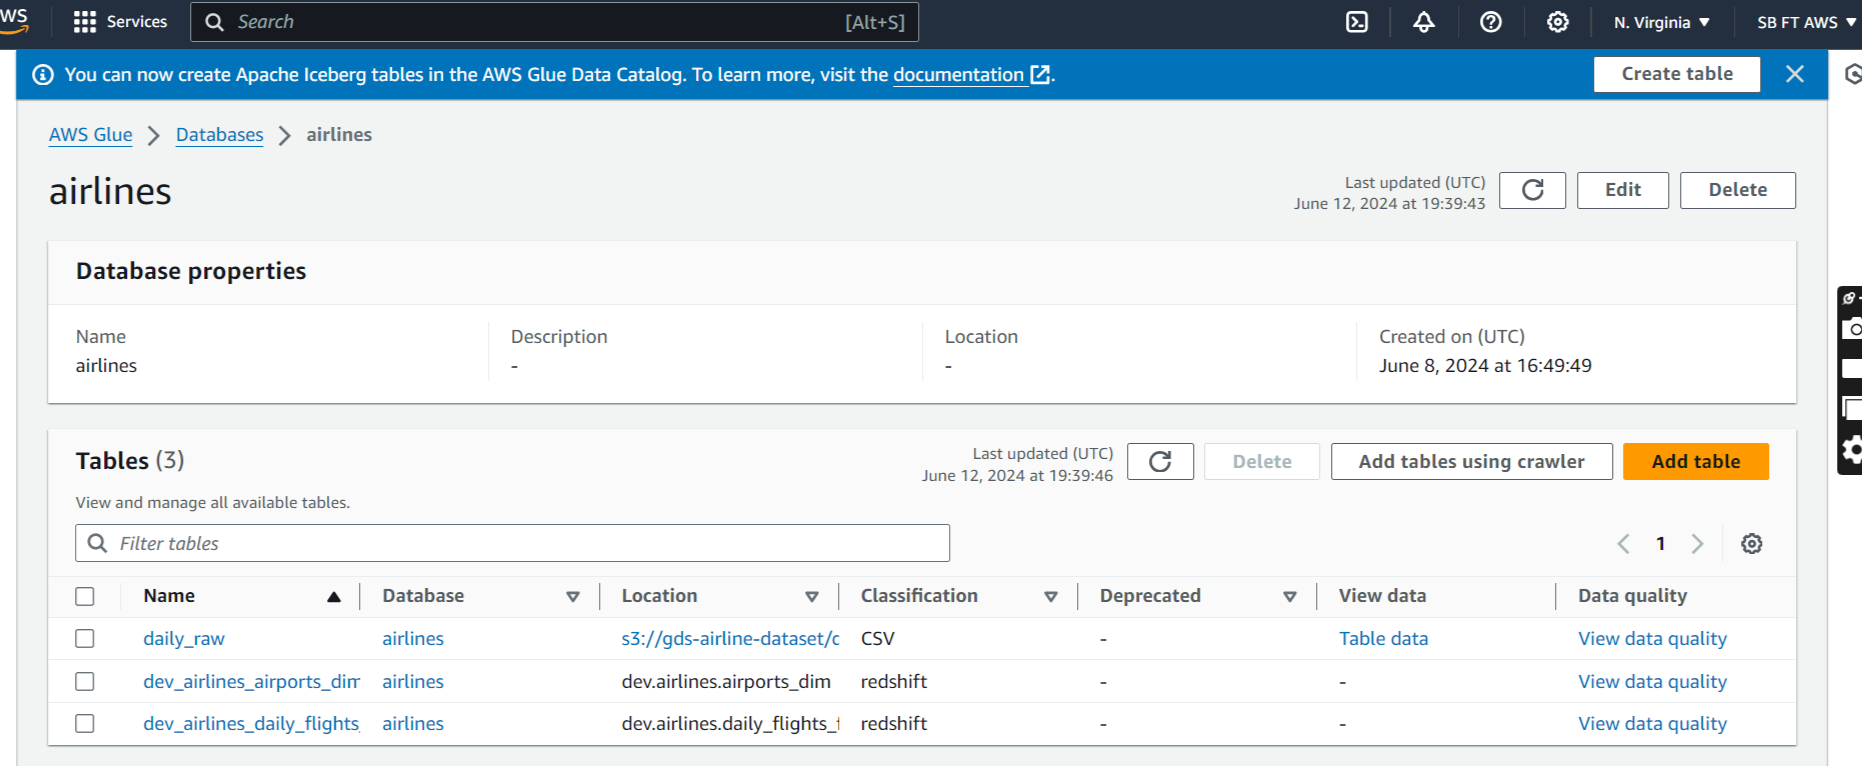 Services
Search
[Alt+S]
N. Virginia
SB FT AWS
You can now create Apache Iceberg tables in the AWS Glue Data Catalog. To learn more, visit the documentation.
Create table
AWS Glue
Databases
airlines
airlines
Last updated (UTC)
June 12, 2024 at 19:39:43
Edit
Delete
Database properties
Name
airlines
Description
-
Location
-
Created on (UTC)
June 8, 2024 at 16:49:49
Tables (3)
Last updated (UTC)
June 12, 2024 at 19:39:46
Delete
Add tables using crawler
Add table
View and manage all available tables.
Filter tables
1
Name Database Location Classification Deprecated View data Data quality
daily_raw airlines s3://gds-airline-dataset/ CSV - Table data View data quality
dev_airlines_airports_dim airlines dev.airlines.airports_dim redshift - - View data quality
dev_airlines_daily_flights_ airlines dev.airlines.daily_flights_ redshift - - View data quality